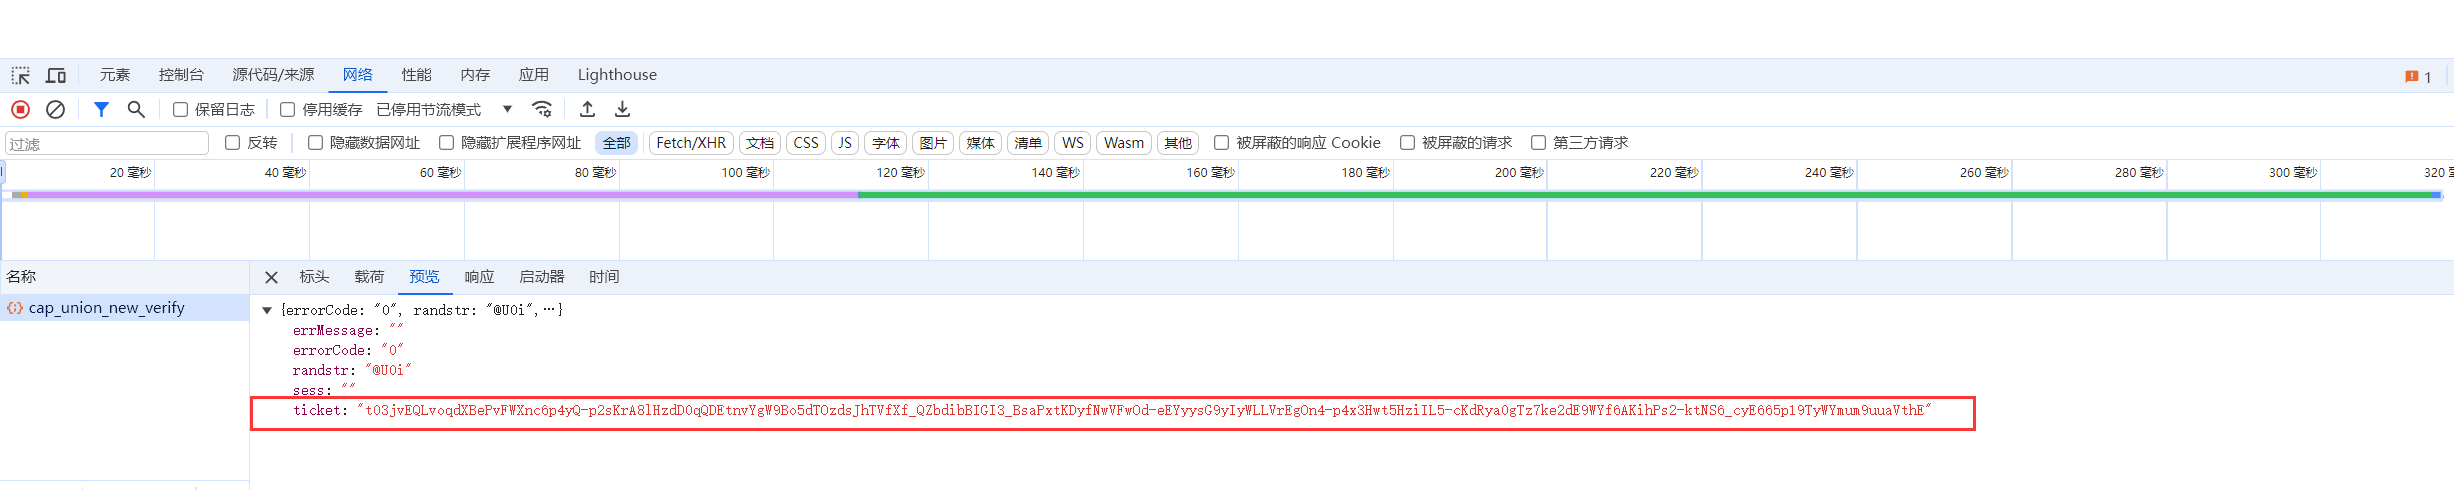 元素 控制台 源代码/来源 网络 性能 内存 应用 Lighthouse 1
保留日志 停用缓存 已停用节流模式
过滤 反转 隐藏数据网址 隐藏扩展程序网址 全部 Fetch/XHR 文档 CSS JS 字体 图片 媒体 清单 WS Wasm 其他 被屏蔽的响应 Cookie 被屏蔽的请求 第三方请求
20 毫秒 40 毫秒 60 毫秒 80 毫秒 100 毫秒 120 毫秒 140 毫秒 160 毫秒 180 毫秒 200 毫秒 220 毫秒 240 毫秒 260 毫秒 280 毫秒 300 毫秒 320
名称 标头 载荷 预览 响应 启动器 时间
cap_union_new_verify
{errorCode: "0", randstr: "@U0i",…}
errMessage: ""
errorCode: "0"
randstr: "@U0i"
sess: ""
ticket: "t03jvEQLvoqdXBePvFWXnc6p4yQ-p2sKrA8lHzdD0qQDEtnvYgW9Bo5dTOzdsJhTVfXf_QZbdibBIGI3_BsaPxtKDyfNwVFwOd-eEYyysG9yIyWLLVrEgOn4-p4x3Hwt5HziIL5-cKdRya0gTz7ke2dE9WYf6AKihPs2-ktNS6_cyE665p19TyWYmum9uuaVthE"